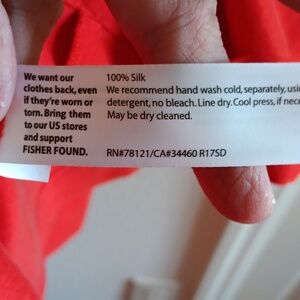 We want our
clothes back, even
if they're worn or
torn. Bring them
to our US stores
and support
FISHER FOUND.
100% Silk
We recommend hand wash cold, separately,
detergent, no bleach. Line dry. Cool press, if
May be dry cleaned.
RN#78121/CA#34460 R17SD